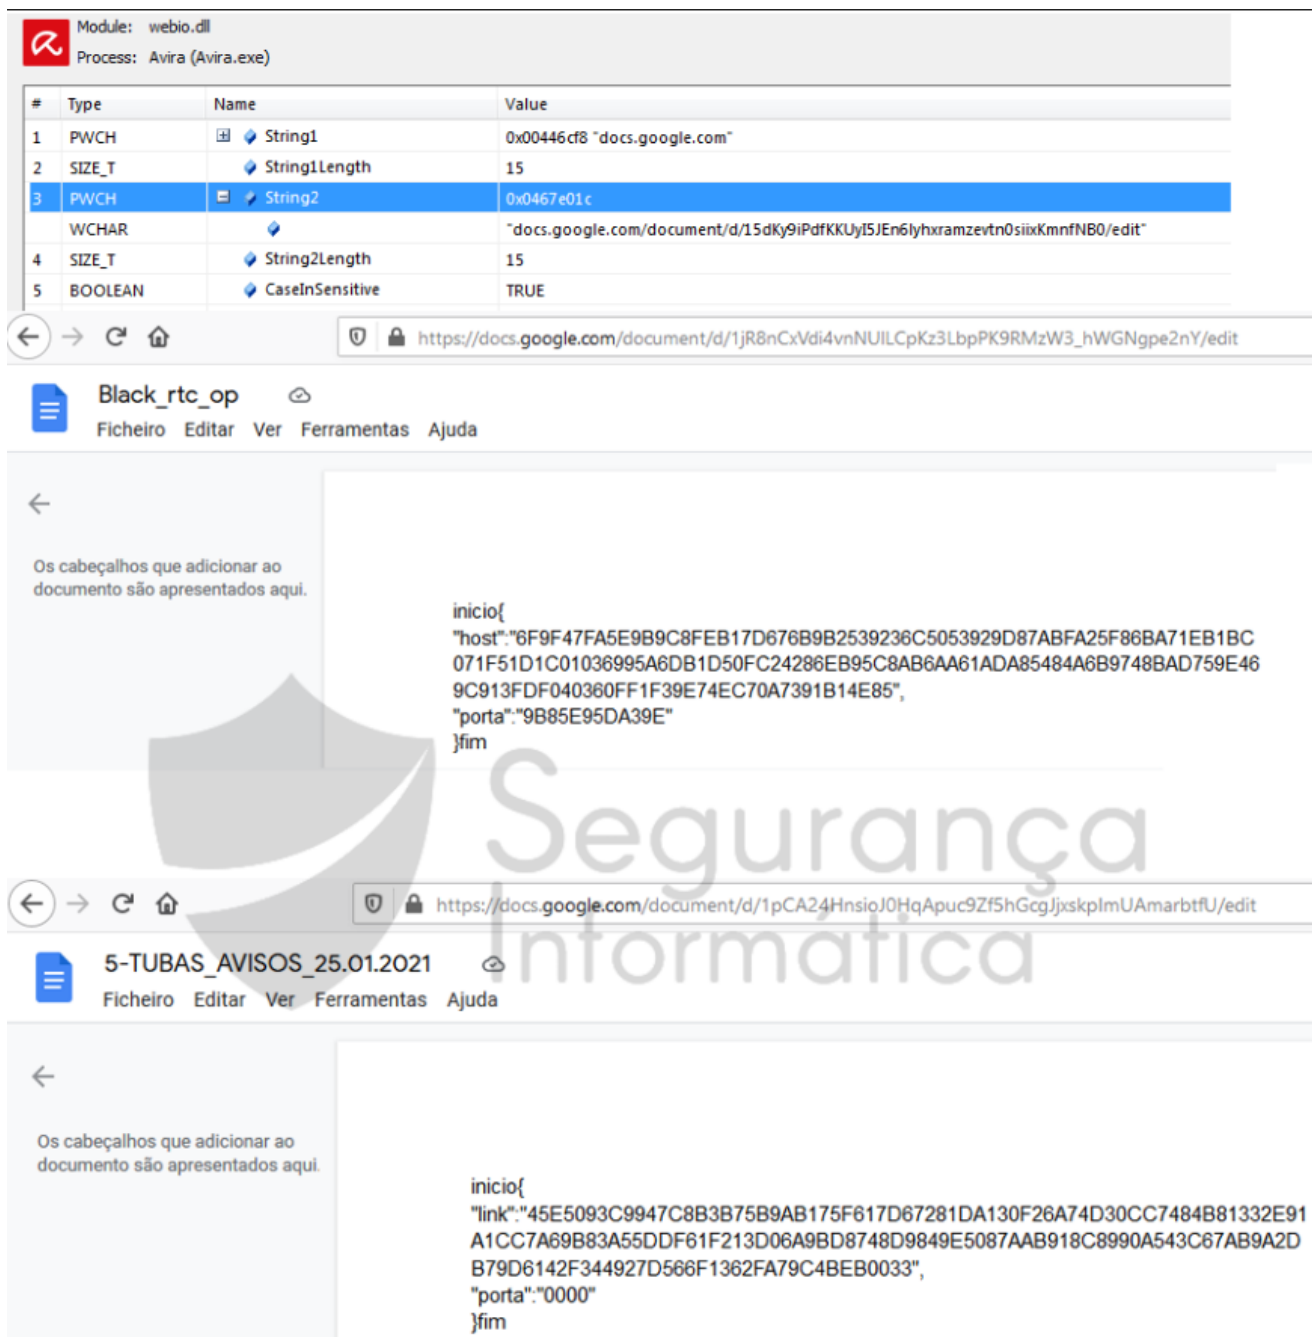 Module: webio.dll
Process: Avira (Avira.exe)
# Type Name Value
1 PWCH String1 0x00446cf8 "docs.google.com"
2 SIZE_T String1Length 15
3 PWCH String2 0x0467e01c
WCHAR "docs.google.com/document/d/15dKy9iPdfKKUyI5JEn6lyhxramzevtn0siixKmnfNB0/edit"
4 SIZE_T String2Length 15
5 BOOLEAN CaseInSensitive TRUE
https://docs.google.com/document/d/1jR8nCxVdi4vnNUILCpKz3LbpPK9RMzW3_hWGNgpe2nY/edit
Black_rtc_op
Ficheiro Editar Ver Ferramentas Ajuda
Os cabeçalhos que adicionar ao
documento são apresentados aqui.
inicio{
"host":"6F9F47FA5E9B9C8FEB17D676B9B2539236C5053929D87ABFA25F86BA71EB1BC
071F51D1C01036995A6DB1D50FC24286EB95C8AB6AA61ADA85484A6B9748BAD759E46
9C913FDF040360FF1F39E74EC70A7391B14E85",
"porta":"9B85E95DA39E"
}fim
Segurança
Informática
https://docs.google.com/document/d/1pCA24HnsioJ0HqApuc9Zf5hGcgJjxskpImUAmarbtfU/edit
5-TUBAS_AVISOS_25.01.2021
Ficheiro Editar Ver Ferramentas Ajuda
Os cabeçalhos que adicionar ao
documento são apresentados aqui.
inicio{
"link":"45E5093C9947C8B3B75B9AB175F617D67281DA130F26A74D30CC7484B81332E91
A1CC7A69B83A55DDF61F213D06A9BD8748D9849E5087AAB918C8990A543C67AB9A2D
B79D6142F344927D566F1362FA79C4BEB0033",
"porta":"0000"
}fim